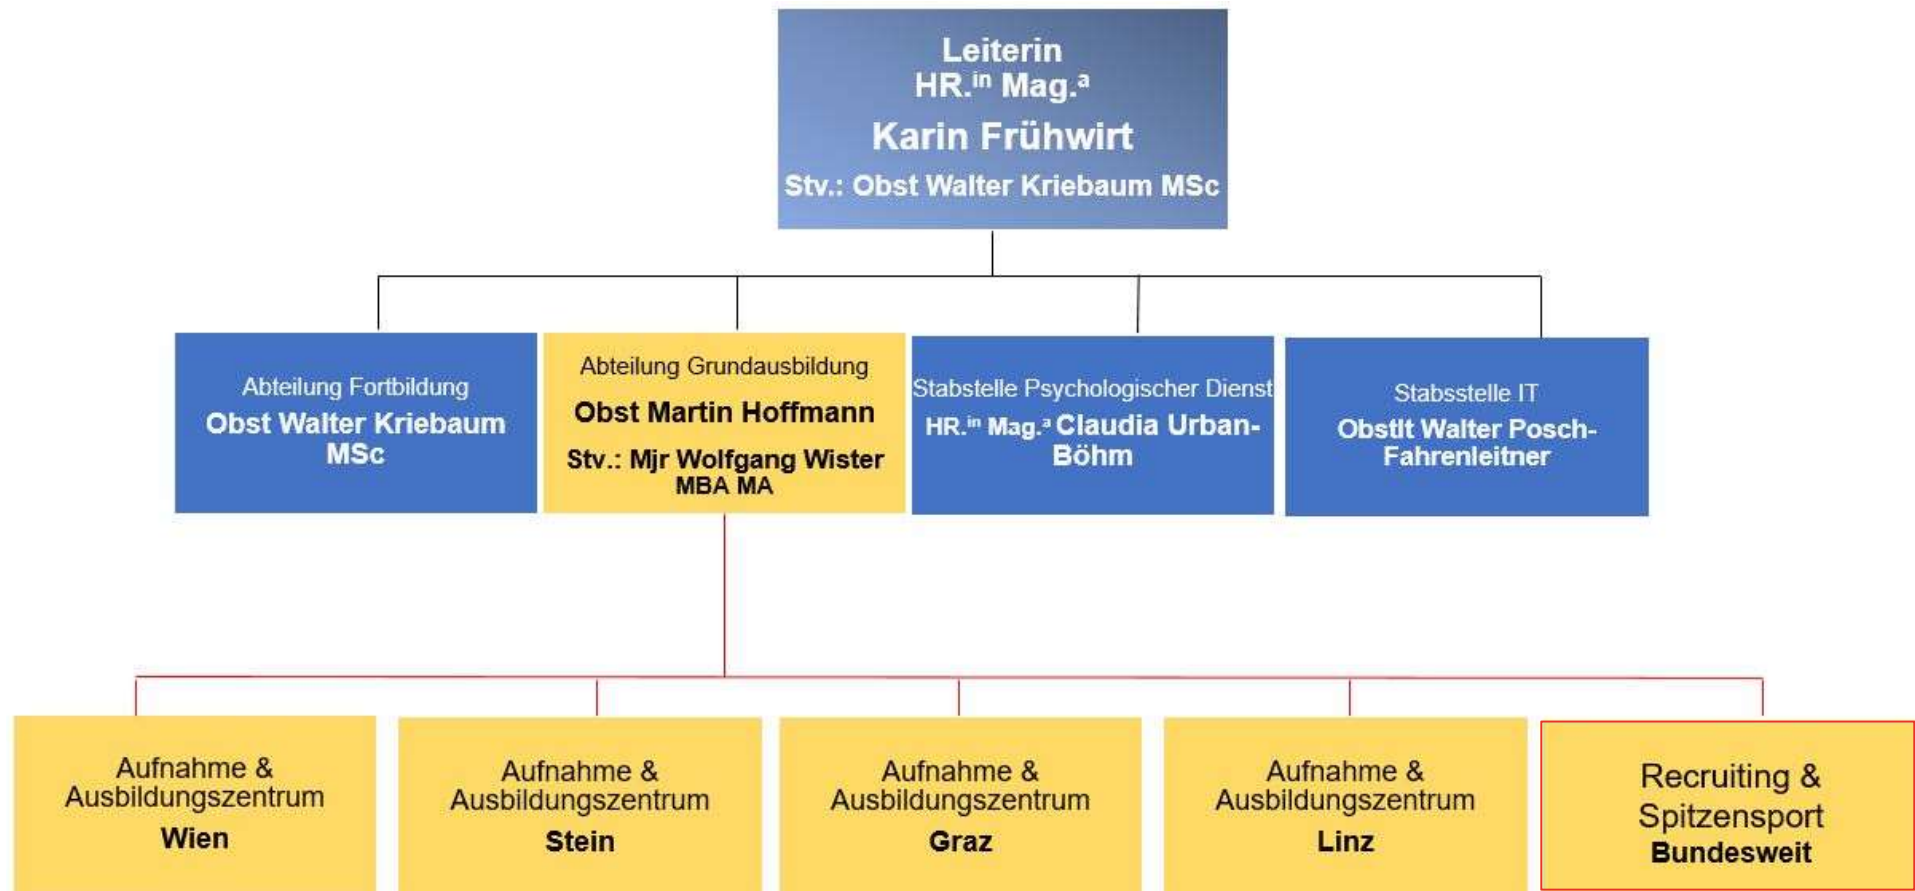 Leiterin
HR.ⁱⁿ Mag.ᵃ
Karin Frühwirt
Stv.: Obst Walter Kriebaum MSc
Abteilung Fortbildung
Obst Walter Kriebaum
MSc
Abteilung Grundausbildung
Obst Martin Hoffmann
Stv.: Mjr Wolfgang Wister
MBA MA
Stabstelle Psychologischer Dienst
HR.ⁱⁿ Mag.ᵃ Claudia Urban-
Böhm
Stabsstelle IT
Obstlt Walter Posch-
Fahrenleitner
Aufnahme &
Ausbildungszentrum
Wien
Aufnahme &
Ausbildungszentrum
Stein
Aufnahme &
Ausbildungszentrum
Graz
Aufnahme &
Ausbildungszentrum
Linz
Recruiting &
Spitzensport
Bundesweit